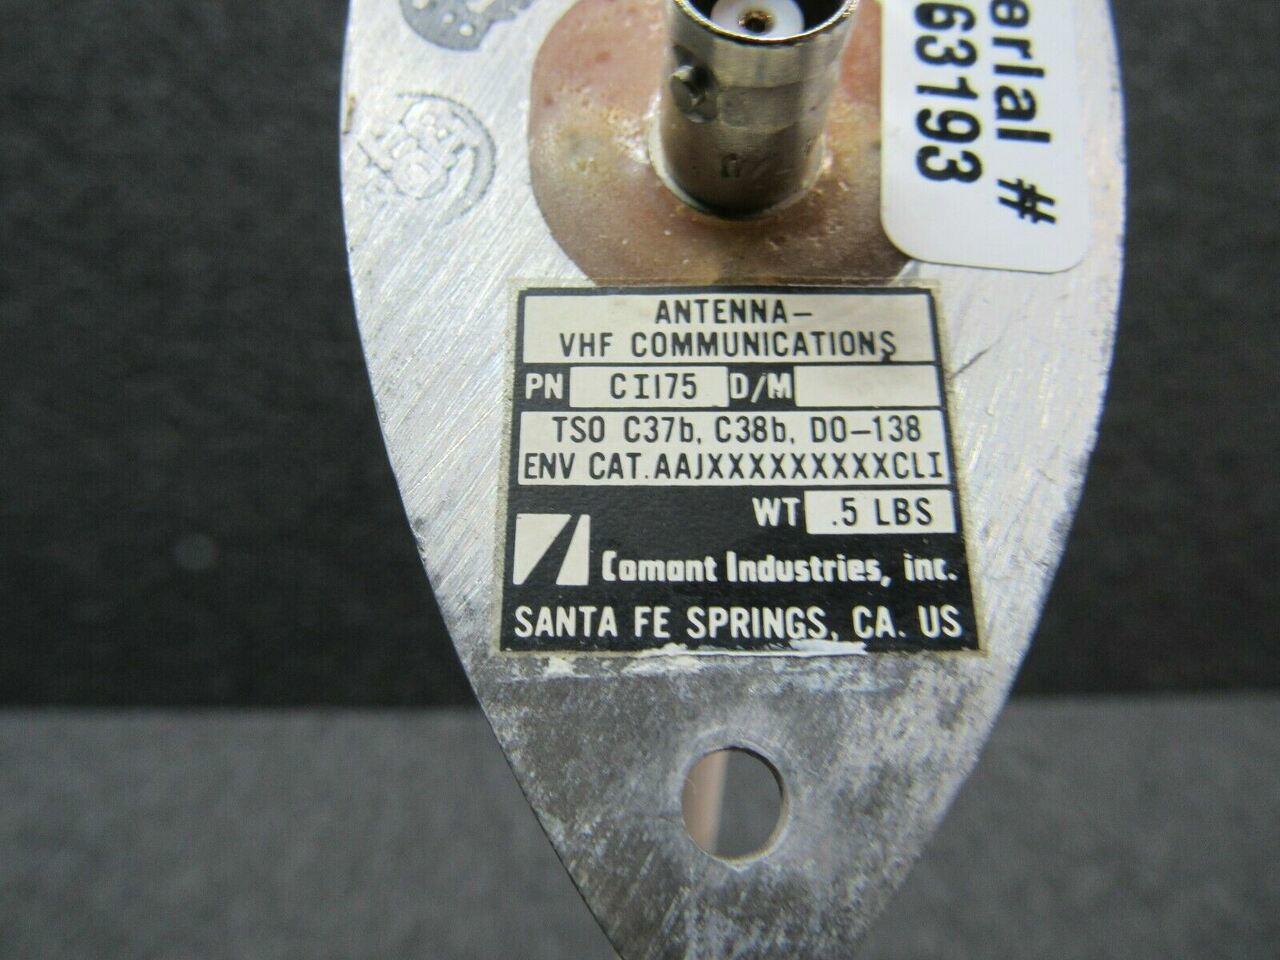 erial #
63193
ANTENNA—
VHF COMMUNICATIONS
PN CI175 D/M
TSO C37b, C38b, DO-138
ENV CAT. AAJXXXXXXXXXCLI
WT .5 LBS
Comant Industries, inc.
SANTA FE SPRINGS, CA. US